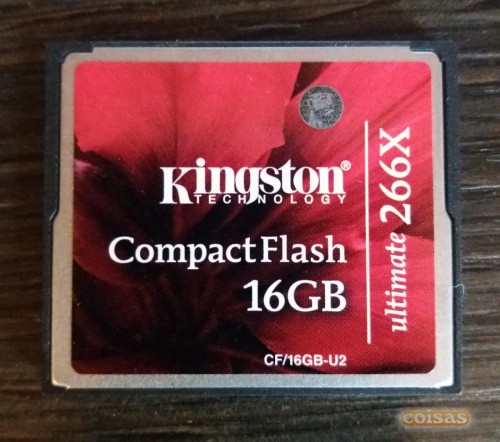 Kingston®
TECHNOLOGY
CompactFlash
16GB
CF/16GB-U2
ultimate 266X
coisas